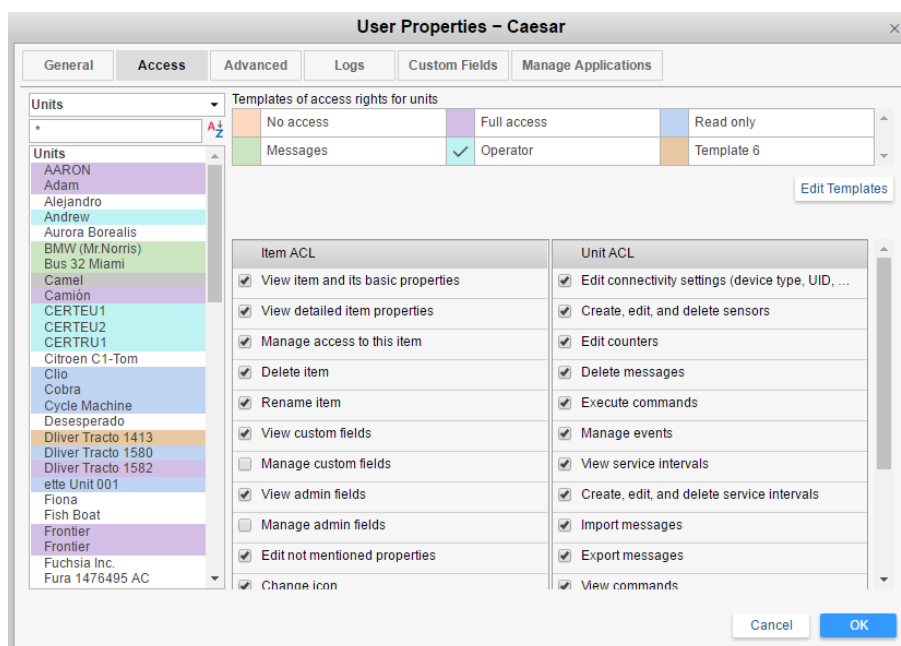 User Properties – Caesar
General Access Advanced Logs Custom Fields Manage Applications
Units
*
Units
AARON
Adam
Alejandro
Andrew
Aurora Borealis
BMW (Mr.Norris)
Bus 32 Miami
Camel
Camión
CERTEU1
CERTEU2
CERTRU1
Citroen C1-Tom
Clio
Cobra
Cycle Machine
Desesperado
Dliver Tracto 1413
Dliver Tracto 1580
Dliver Tracto 1582
ette Unit 001
Fiona
Fish Boat
Frontier
Frontier
Fuchsia Inc.
Fura 1476495 AC
Templates of access rights for units
No access Full access Read only
Messages Operator Template 6
Edit Templates
Item ACL
View item and its basic properties
View detailed item properties
Manage access to this item
Delete item
Rename item
View custom fields
Manage custom fields
View admin fields
Manage admin fields
Edit not mentioned properties
Change icon
Unit ACL
Edit connectivity settings (device type, UID, ...
Create, edit, and delete sensors
Edit counters
Delete messages
Execute commands
Manage events
View service intervals
Create, edit, and delete service intervals
Import messages
Export messages
View commands
Cancel OK